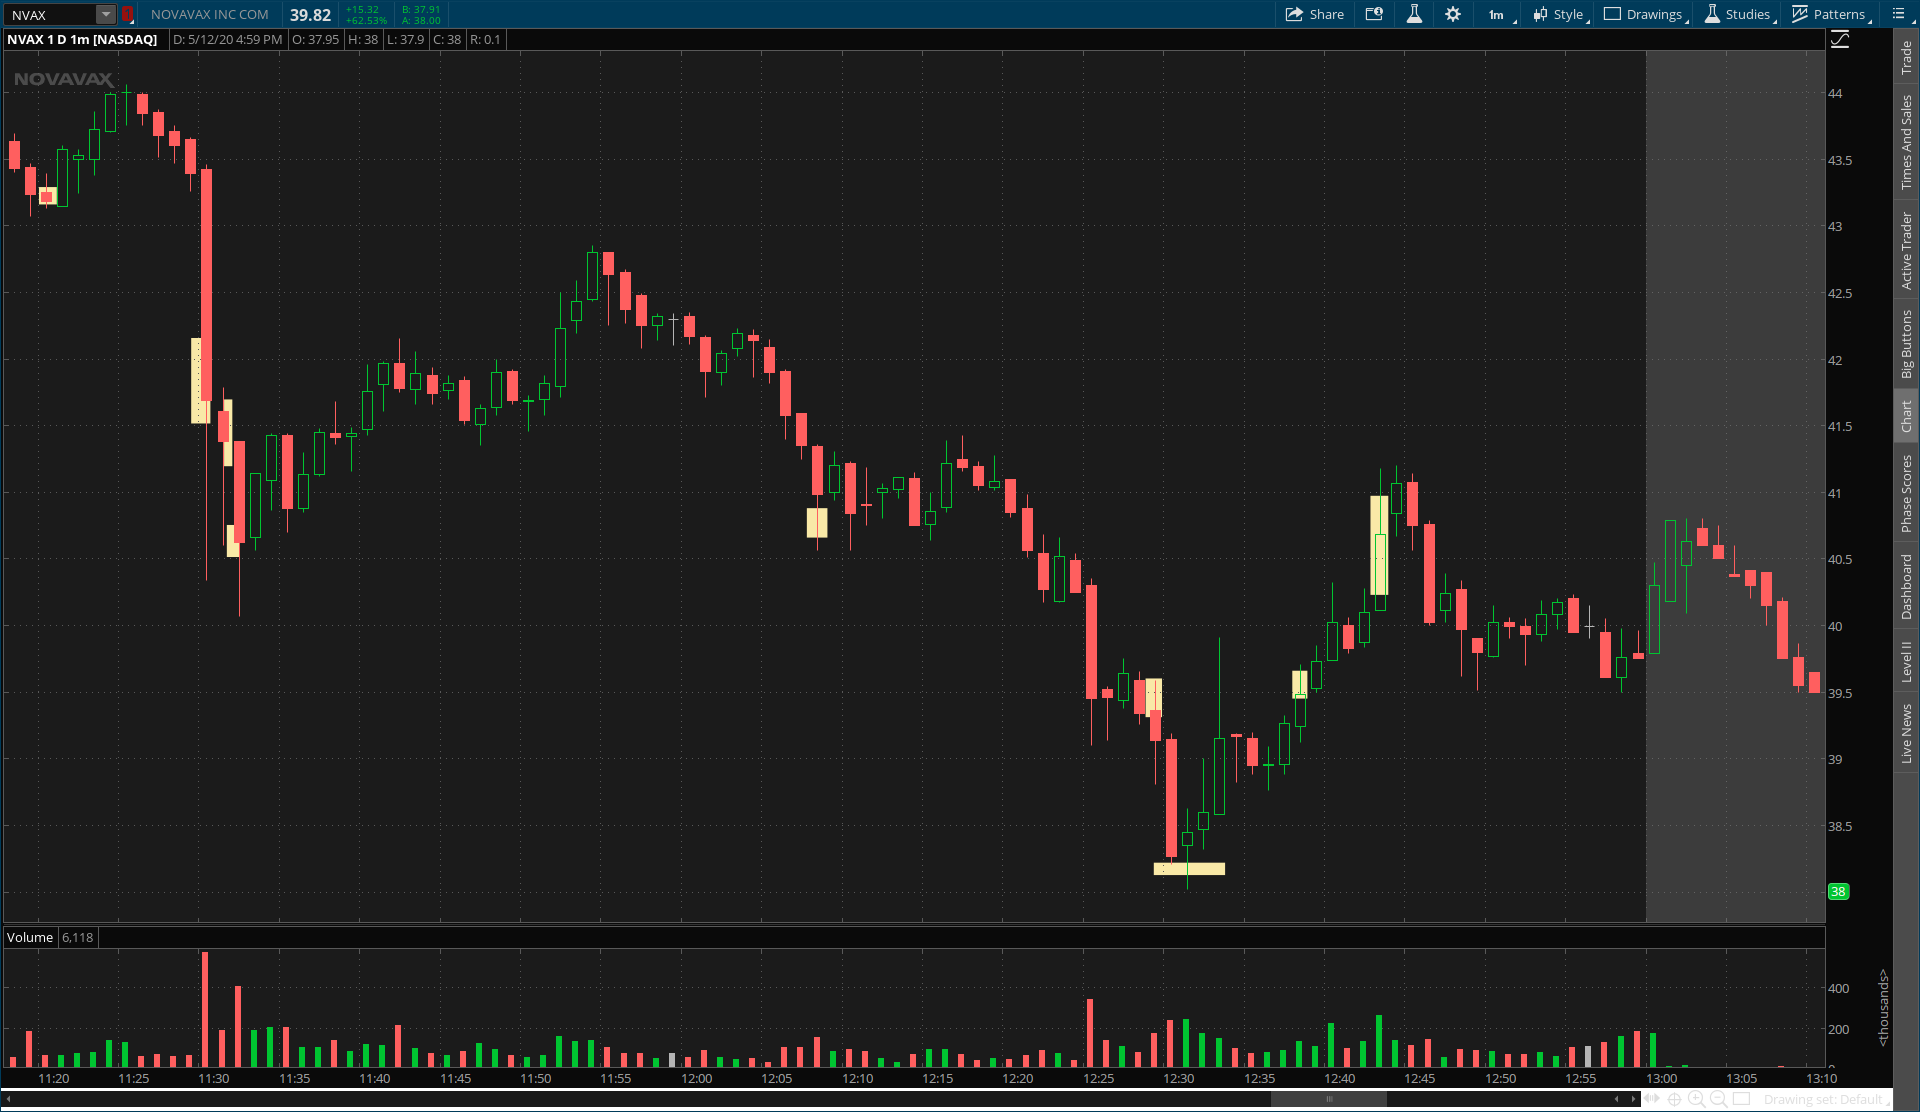 NVAX 1 NOVAVAX INC COM 39.82 +15.32 +62.53% B: 37.91 A: 38.00 Share 1m Style Drawings Studies Patterns
NVAX 1 D 1m [NASDAQ] D: 5/12/20 4:59 PM O: 37.95 H: 38 L: 37.9 C: 38 R: 0.1
NOVAVAX
44
43.5
43
42.5
42
41.5
41
40.5
40
39.5
39
38.5
38
Volume 6,118
400
200
0
<thousands>
11:20 11:25 11:30 11:35 11:40 11:45 11:50 11:55 12:00 12:05 12:10 12:15 12:20 12:25 12:30 12:35 12:40 12:45 12:50 12:55 13:00 13:05 13:10
Drawing set: Default
Trade
Times And Sales
Active Trader
Big Buttons
Chart
Phase Scores
Dashboard
Level II
Live News